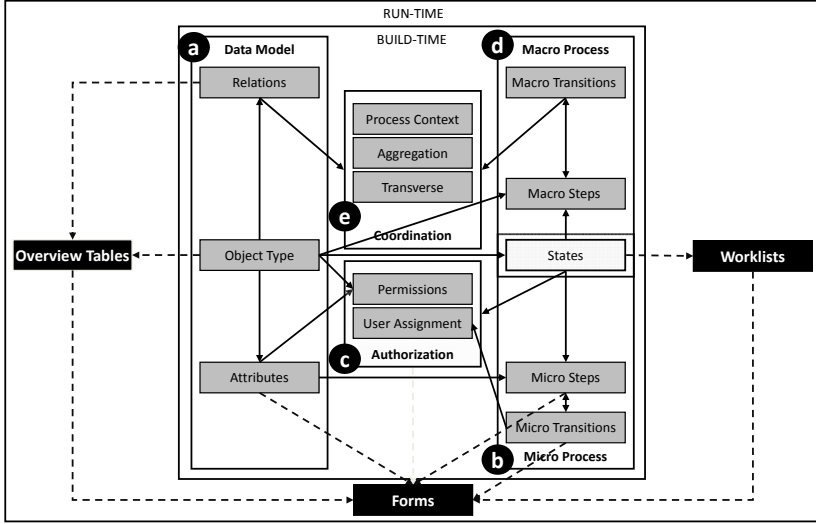 RUN-TIME
BUILD-TIME
a
Data Model
d
Macro Process
Relations
Macro Transitions
Process Context
Aggregation
Transverse
Macro Steps
e
Coordination
Overview Tables
Object Type
States
Worklists
Permissions
User Assignment
c
Authorization
Attributes
Micro Steps
Micro Transitions
b
Micro Process
Forms